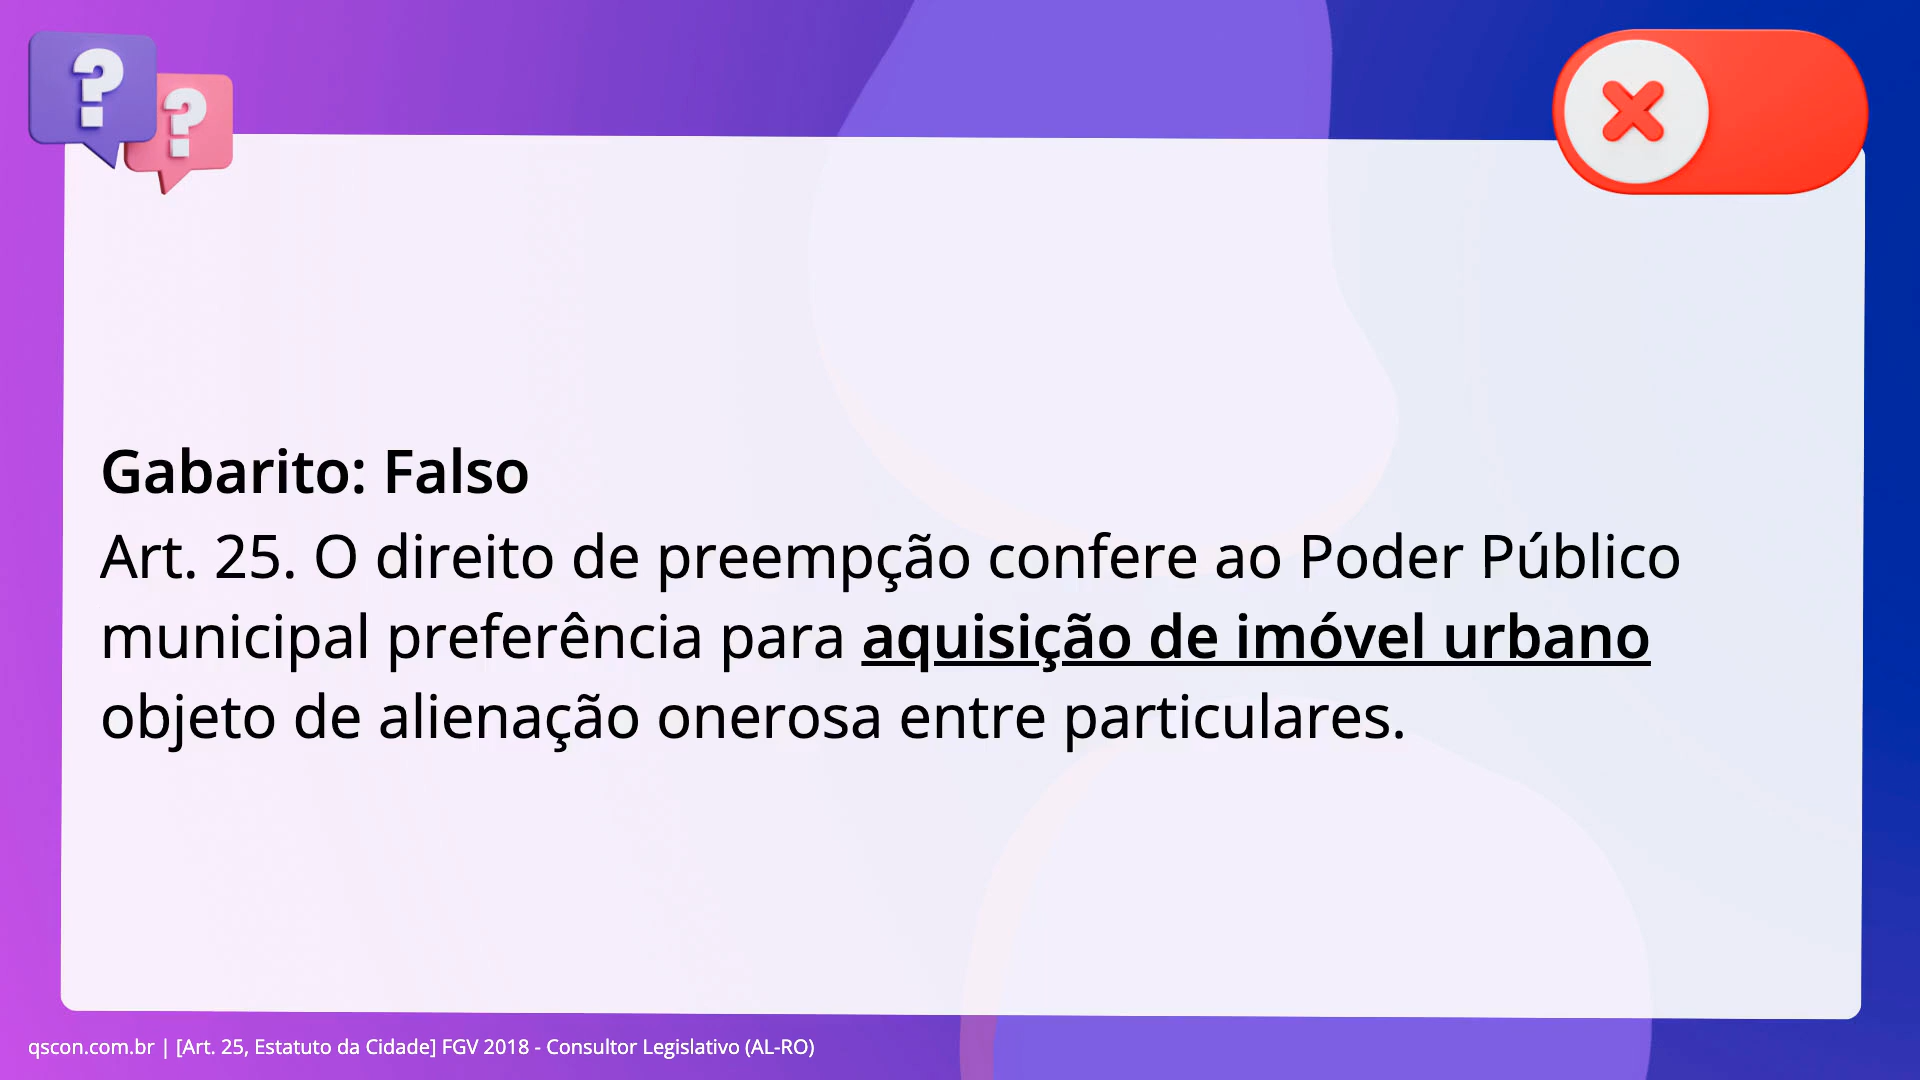 Gabarito: Falso
Art. 25. O direito de preempção confere ao Poder Público
municipal preferência para aquisição de imóvel urbano
objeto de alienação onerosa entre particulares.
qscon.com.br | [Art. 25, Estatuto da Cidade] FGV 2018 - Consultor Legislativo (AL-RO)